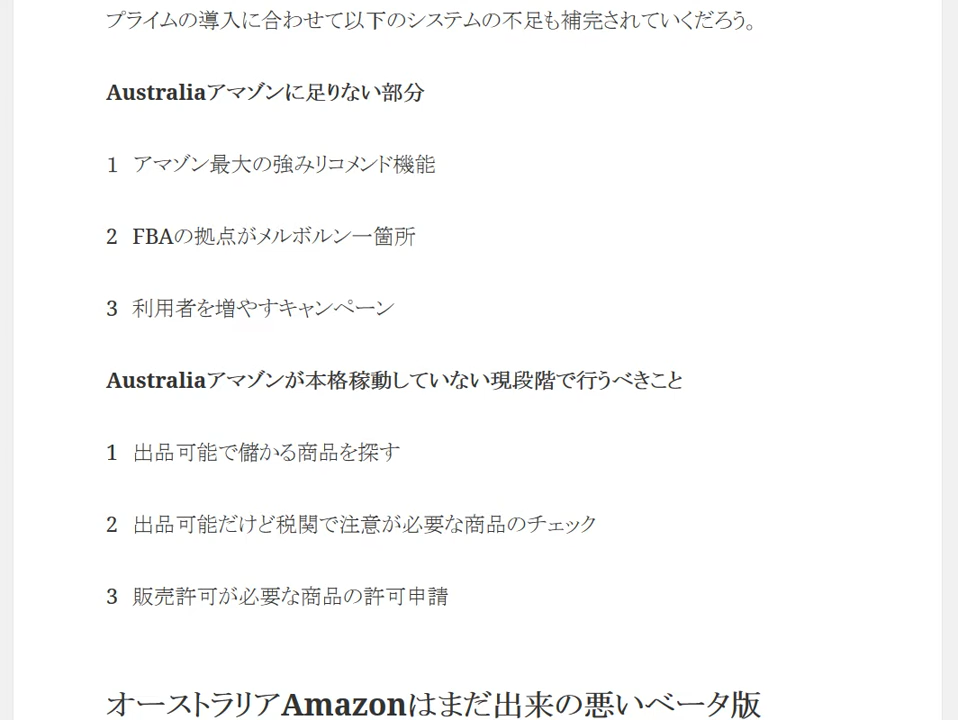 プライムの導入に合わせて以下のシステムの不足も補完されていくだろう。
Australiaアマゾンに足りない部分
1 アマゾン最大の強みリコメンド機能
2 FBAの拠点がメルボルン一箇所
3 利用者を増やすキャンペーン
Australiaアマゾンが本格稼動していない現段階で行うべきこと
1 出品可能で儲かる商品を探す
2 出品可能だけど税関で注意が必要な商品のチェック
3 販売許可が必要な商品の許可申請
オーストラリアAmazonはまだ出来の悪いベータ版